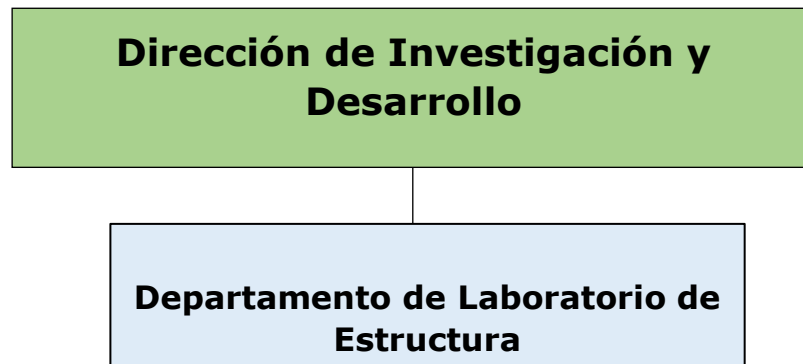 Dirección de Investigación y
Desarrollo
Departamento de Laboratorio de
Estructura